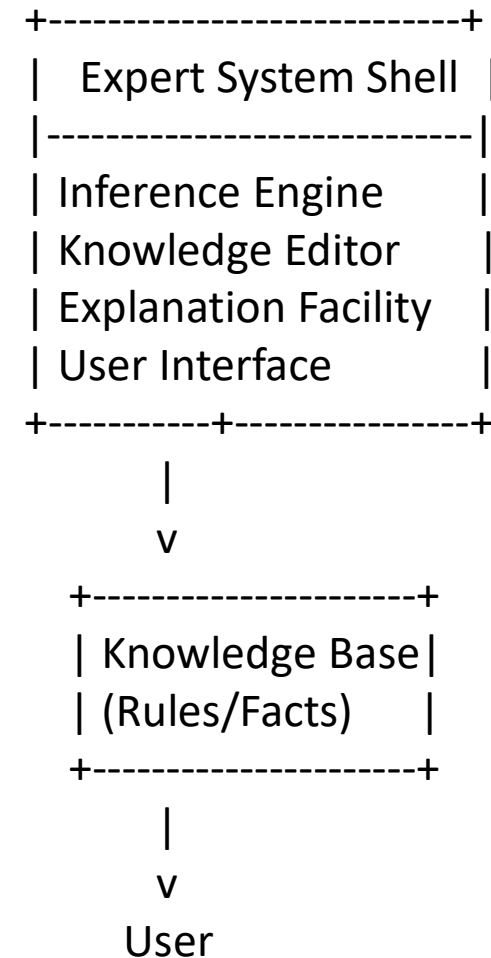 +----------------------------+
|   Expert System Shell  |
|-----------------------------|
| Inference Engine       |
| Knowledge Editor      |
| Explanation Facility   |
| User Interface           |
+-----------+----------------+
|
v
+----------------------+
| Knowledge Base|
| (Rules/Facts)     |
+----------------------+
|
v
User